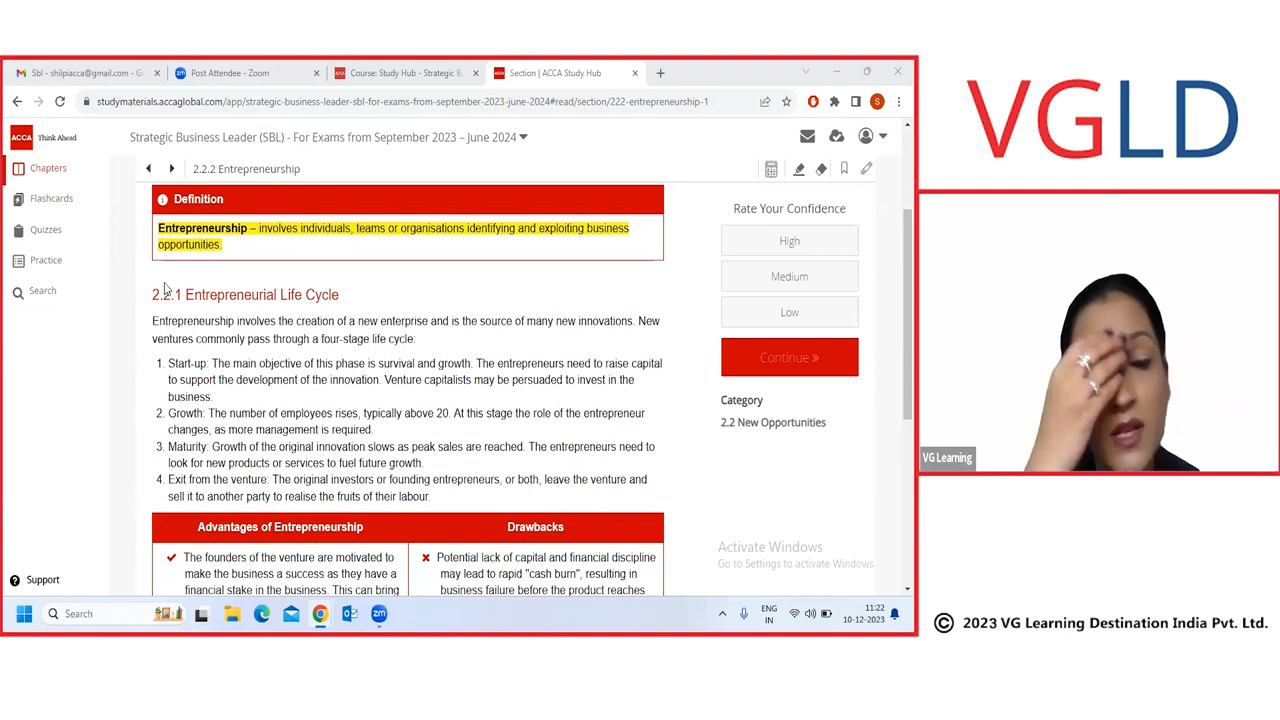 Sbl - shilpiacca@gmail.com - G
Post Attendee - Zoom
Course: Study Hub - Strategic B
Section | ACCA Study Hub
studymaterials.accaglobal.com/app/strategic-business-leader-sbl-for-exams-from-september-2023-june-2024#read/section/222-entrepreneurship-1
S
ACCA
Think Ahead
Strategic Business Leader (SBL) - For Exams from September 2023 – June 2024
Chapters
Flashcards
Quizzes
Practice
Search
Support
2.2.2 Entrepreneurship
Definition
Entrepreneurship – involves individuals, teams or organisations identifying and exploiting business
opportunities.
2.2.1 Entrepreneurial Life Cycle
Entrepreneurship involves the creation of a new enterprise and is the source of many new innovations. New
ventures commonly pass through a four-stage life cycle:
1. Start-up: The main objective of this phase is survival and growth. The entrepreneurs need to raise capital
to support the development of the innovation. Venture capitalists may be persuaded to invest in the
business.
2. Growth: The number of employees rises, typically above 20. At this stage the role of the entrepreneur
changes, as more management is required.
3. Maturity: Growth of the original innovation slows as peak sales are reached. The entrepreneurs need to
look for new products or services to fuel future growth.
4. Exit from the venture: The original investors or founding entrepreneurs, or both, leave the venture and
sell it to another party to realise the fruits of their labour.
Advantages of Entrepreneurship
Drawbacks
The founders of the venture are motivated to
make the business a success as they have a
financial stake in the business. This can bring
Potential lack of capital and financial discipline
may lead to rapid "cash burn", resulting in
business failure before the product reaches
Rate Your Confidence
High
Medium
Low
Continue »
Category
2.2 New Opportunities
Activate Windows
Go to Settings to activate Windows.
Search
zm
ENG
IN
11:22
10-12-2023
VGLD
VG Learning
© 2023 VG Learning Destination India Pvt. Ltd.